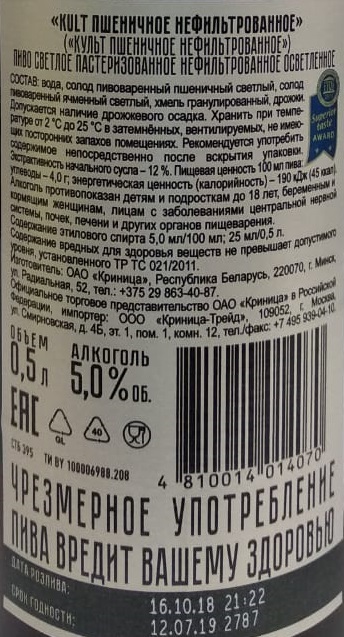 «KULT ПШЕНИЧНОЕ НЕФИЛЬТРОВАННОЕ»
(«КУЛЬТ ПШЕНИЧНОЕ НЕФИЛЬТРОВАННОЕ»)
ПИВО СВЕТЛОЕ ПАСТЕРИЗОВАННОЕ НЕФИЛЬТРОВАННОЕ ОСВЕТЛЕННОЕ
СОСТАВ: вода, солод пивоваренный пшеничный светлый, солод
пивоваренный ячменный светлый, хмель гранулированный, дрожжи.
Допускается наличие дрожжевого осадка. Хранить при темпе-
ратуре от 2 °C до 25 °C в затемнённых, вентилируемых, не имею-
щих посторонних запахов помещениях. Рекомендуется употребить
содержимое непосредственно после вскрытия упаковки.
Экстрактивность начального сусла – 12 %. Пищевая ценность 100 мл пива:
углеводы – 4,0 г; энергетическая ценность (калорийность) – 190 кДж (45 ккал).
Алкоголь противопоказан детям и подросткам до 18 лет, беременным и
кормящим женщинам, лицам с заболеваниями центральной нервной
системы, почек, печени и других органов пищеварения.
Содержание этилового спирта 5,0 мл/100 мл; 25 мл/0,5 л.
Содержание вредных для здоровья веществ не превышает допустимого
уровня, установленного ТР ТС 021/2011.
Изготовитель: ОАО «Криница», Республика Беларусь, 220070, г. Минск,
ул. Радиальная, 52, тел.: +375 29 863-40-87.
Официальное торговое представительство ОАО «Криница» в Российской
Федерации, импортер: ООО «Криница-Трейд», 109052, г. Москва,
ул. Смирновская, д. 4Б, эт. 1, пом. 1, комн. 12, тел./факс: +7 495 939-04-10.
Superior
taste
AWARD
ОБЪЕМ
0,5 л
АЛКОГОЛЬ
5,0% ОБ.
EAC
GL
40
СТБ 395 ТИ BY 100006988.208
4 810014 014070
ЧРЕЗМЕРНОЕ УПОТРЕБЛЕНИЕ
ПИВА ВРЕДИТ ВАШЕМУ ЗДОРОВЬЮ
ДАТА РОЗЛИВА:
16.10.18 21:22
СРОК ГОДНОСТИ:
12.07.19 2787